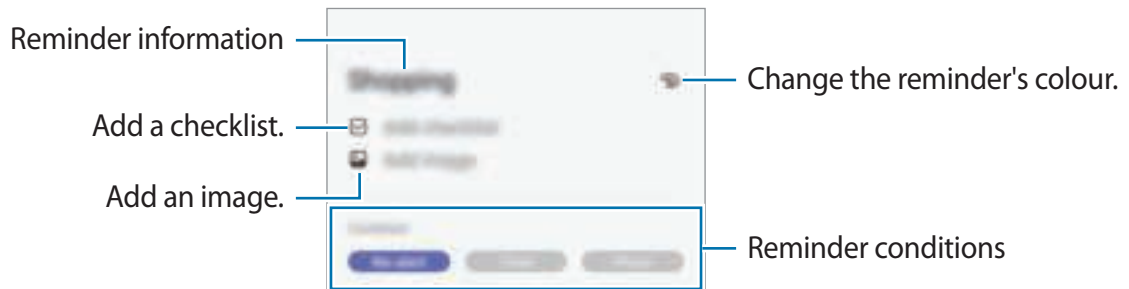 Reminder information
Shopping
Change the reminder's colour.
Add a checklist.
Add an image.
Reminder conditions